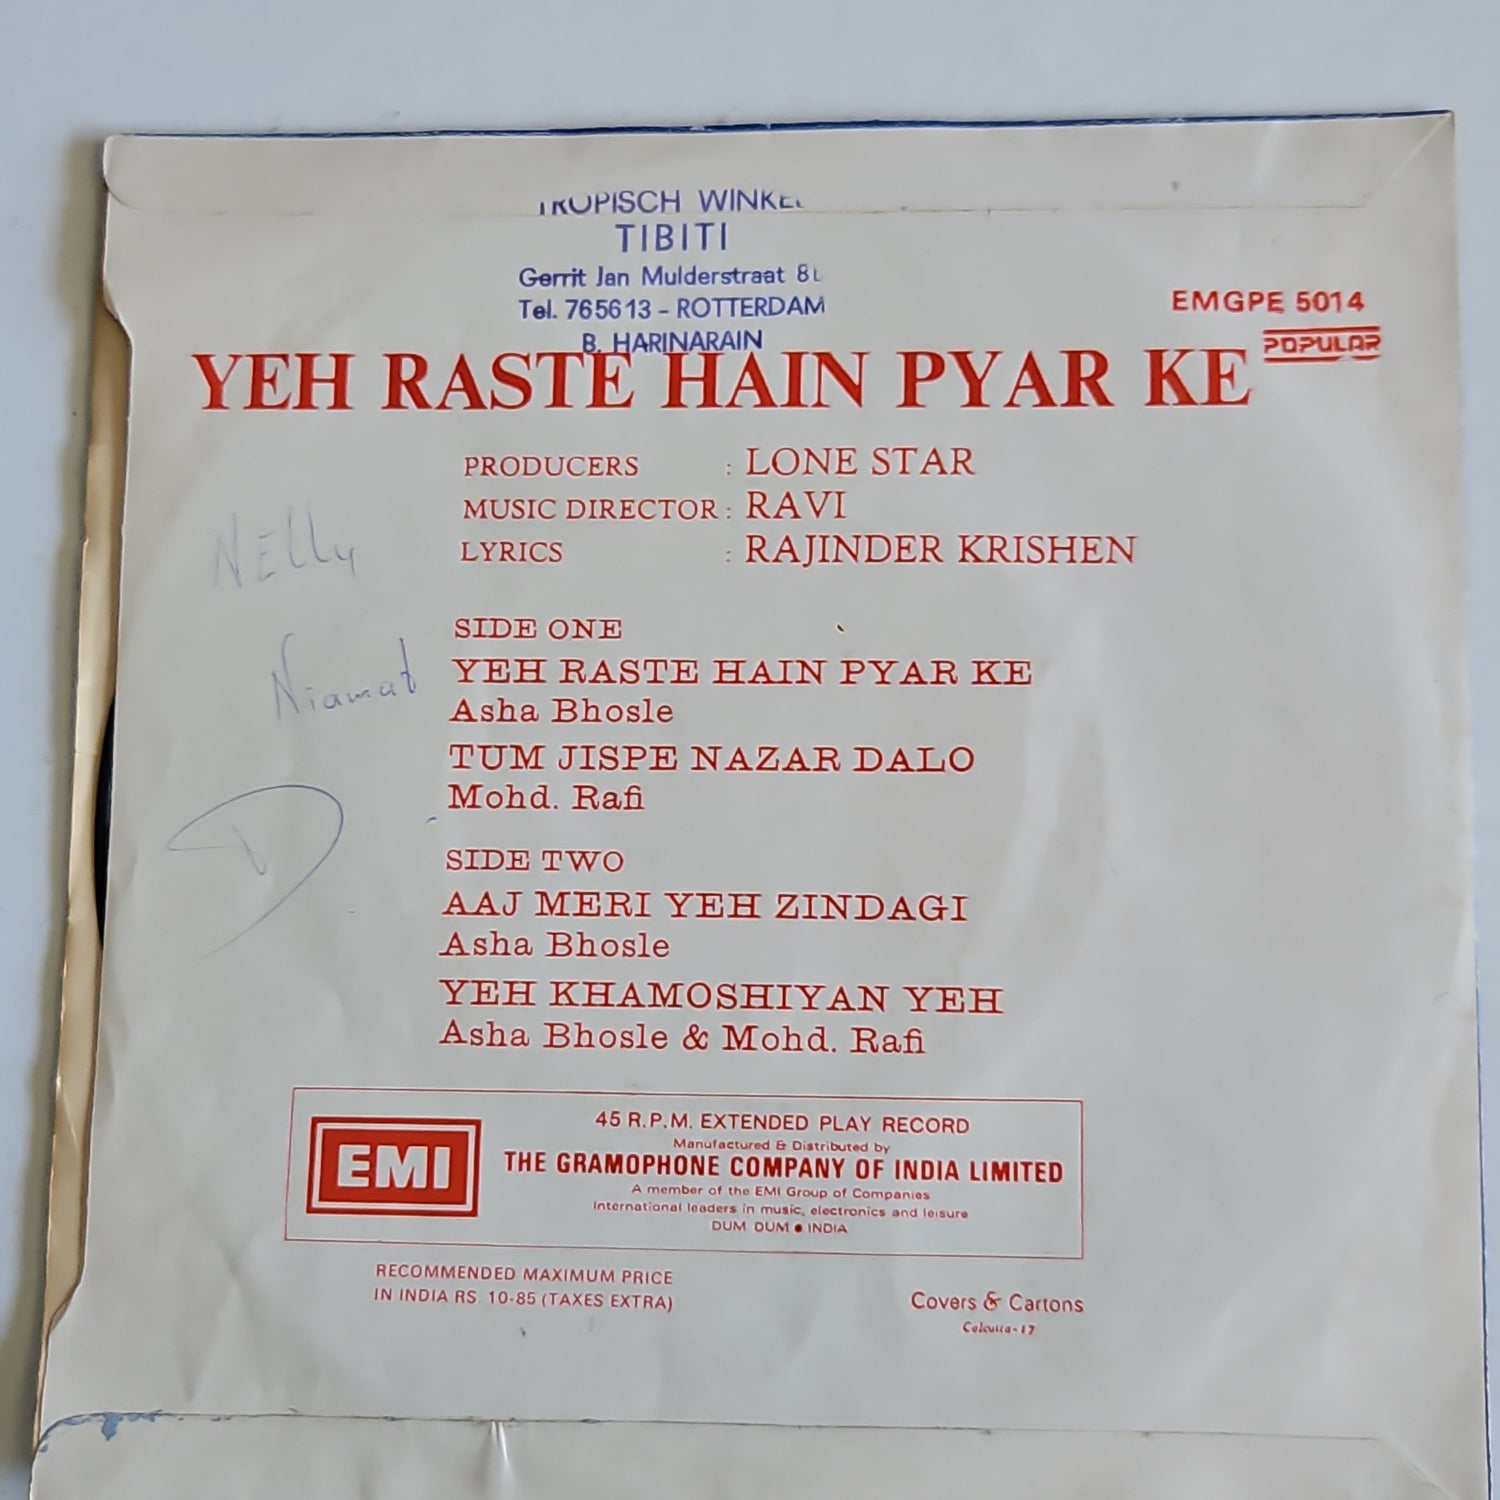 TROPISCH WINKEL
TIBITI
Gerrit Jan Mulderstraat
Tel. 765613 - ROTTERDAM
B. HARINARAIN
EMGPE 5014
POPULAR
YEH RASTE HAIN PYAR KE
PRODUCERS : LONE STAR
MUSIC DIRECTOR : RAVI
LYRICS : RAJINDER KRISHEN
NElly
Niamat
SIDE ONE
YEH RASTE HAIN PYAR KE
Asha Bhosle
TUM JISPE NAZAR DALO
Mohd. Rafi
SIDE TWO
AAJ MERI YEH ZINDAGI
Asha Bhosle
YEH KHAMOSHIYAN YEH
Asha Bhosle & Mohd. Rafi
EMI
45 R.P.M. EXTENDED PLAY RECORD
Manufactured & Distributed by
THE GRAMOPHONE COMPANY OF INDIA LIMITED
A member of the EMI Group of Companies
International leaders in music, electronics and leisure
DUM DUM ● INDIA
RECOMMENDED MAXIMUM PRICE
IN INDIA RS. 10-85 (TAXES EXTRA)
Covers & Cartons
Calcutta-17